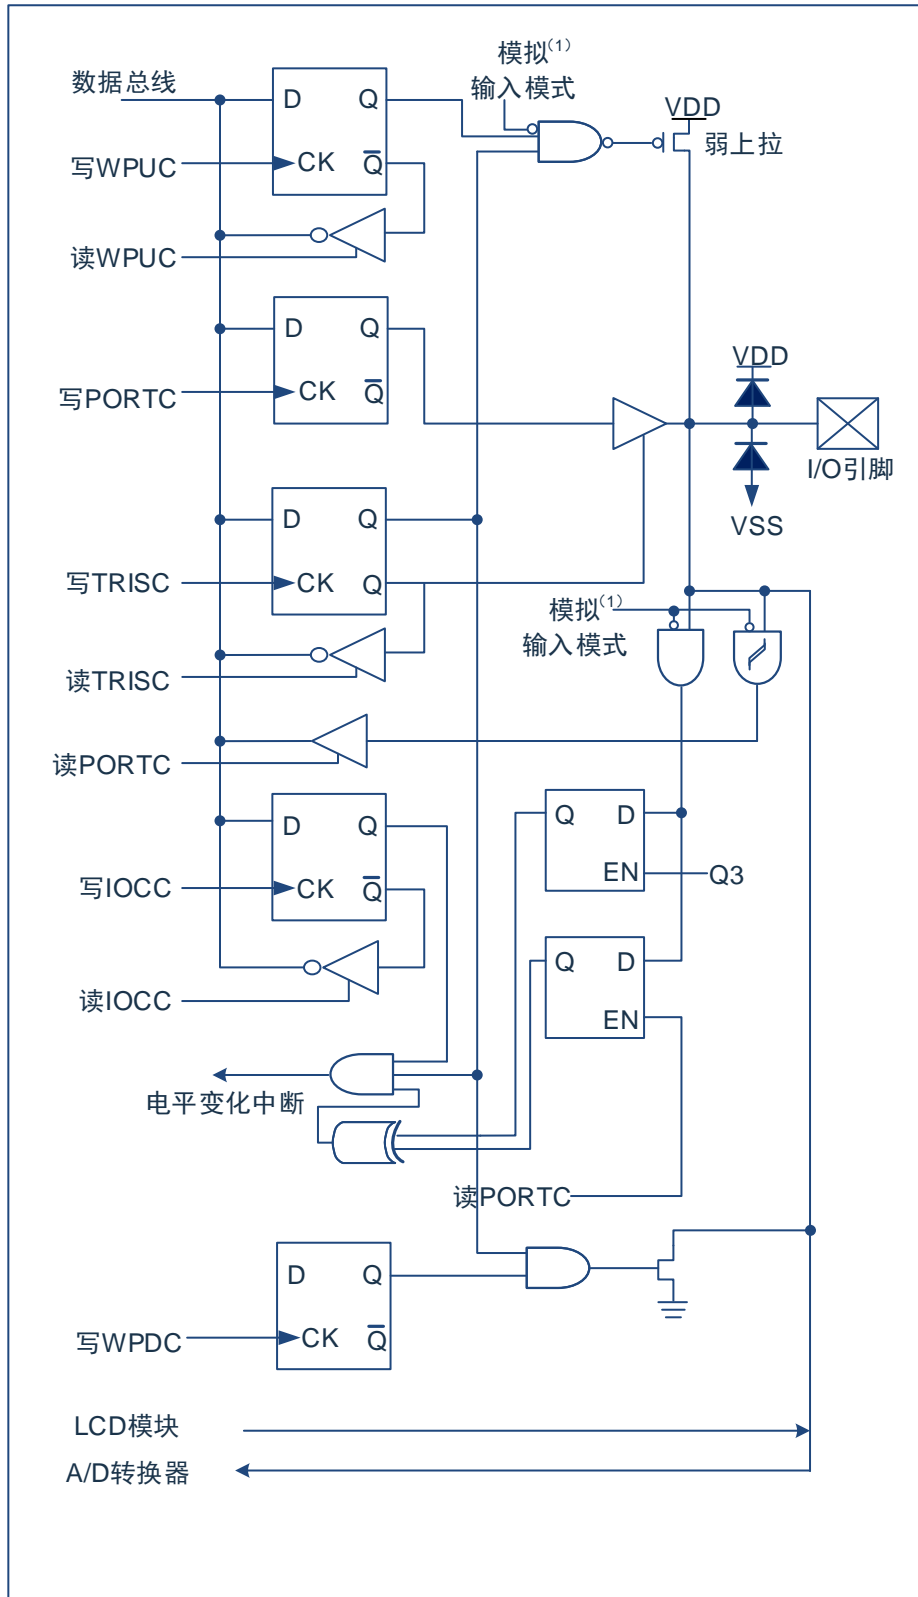 数据总线
D
Q
模拟(1)
输入模式
VDD
弱上拉
写WPUC
CK
Q̅
读WPUC
D
Q
写PORTC
CK
Q̅
VDD
I/O引脚
VSS
D
Q
写TRISC
CK
Q
模拟(1)
输入模式
读TRISC
读PORTC
D
Q
Q
D
写IOCC
CK
Q̅
EN
Q3
Q
D
读IOCC
EN
电平变化中断
读PORTC
D
Q
写WPDC
CK
Q̅
LCD模块
A/D转换器